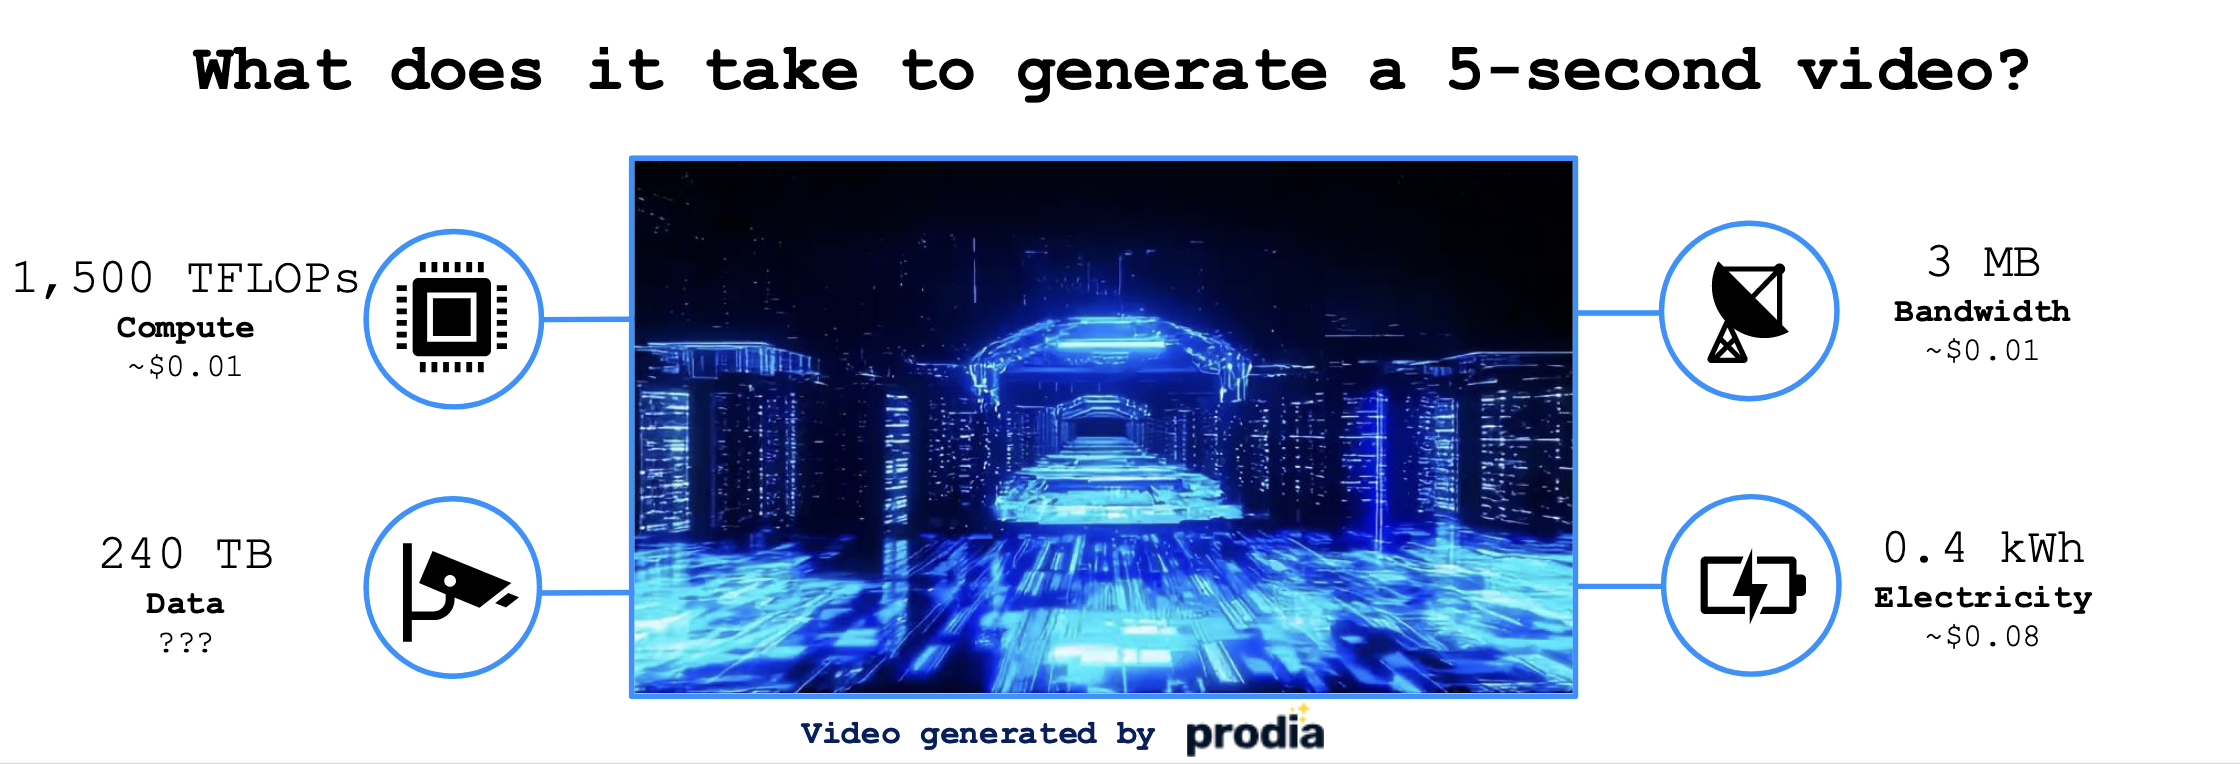 What does it take to generate a 5-second video?
1,500 TFLOPs
Compute
~$0.01
240 TB
Data
???
3 MB
Bandwidth
~$0.01
0.4 kWh
Electricity
~$0.08
Video generated by prodia